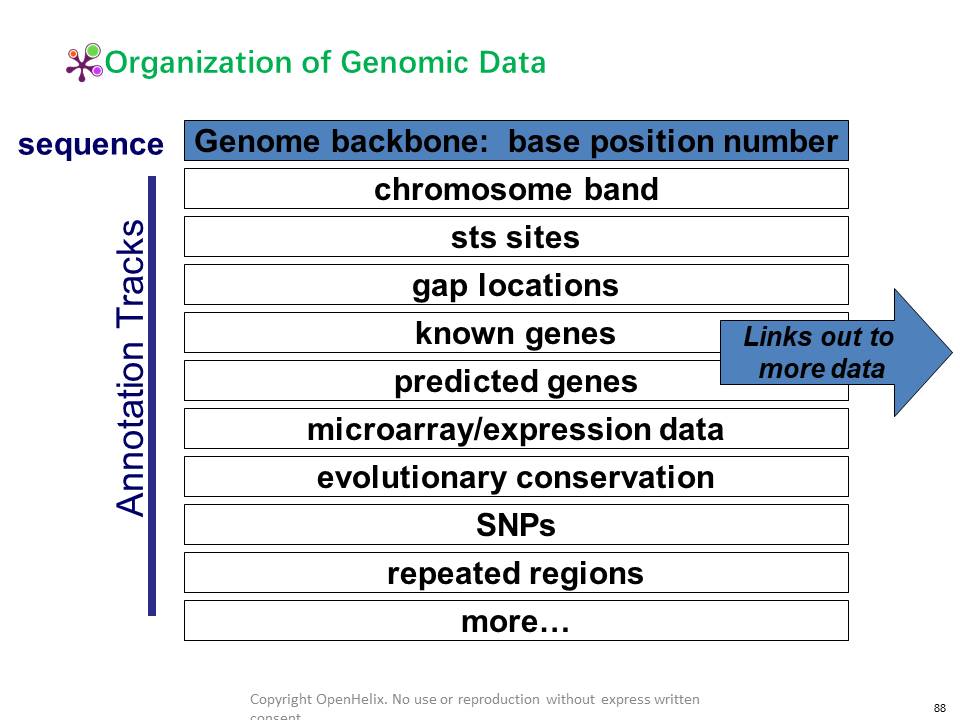 Organization of Genomic Data
sequence
Genome backbone:  base position number
Annotation Tracks
chromosome band
sts sites
gap locations
known genes
predicted genes
microarray/expression data
evolutionary conservation
SNPs
repeated regions
more…
Links out to
more data
Copyright OpenHelix. No use or reproduction without express written
consent
88